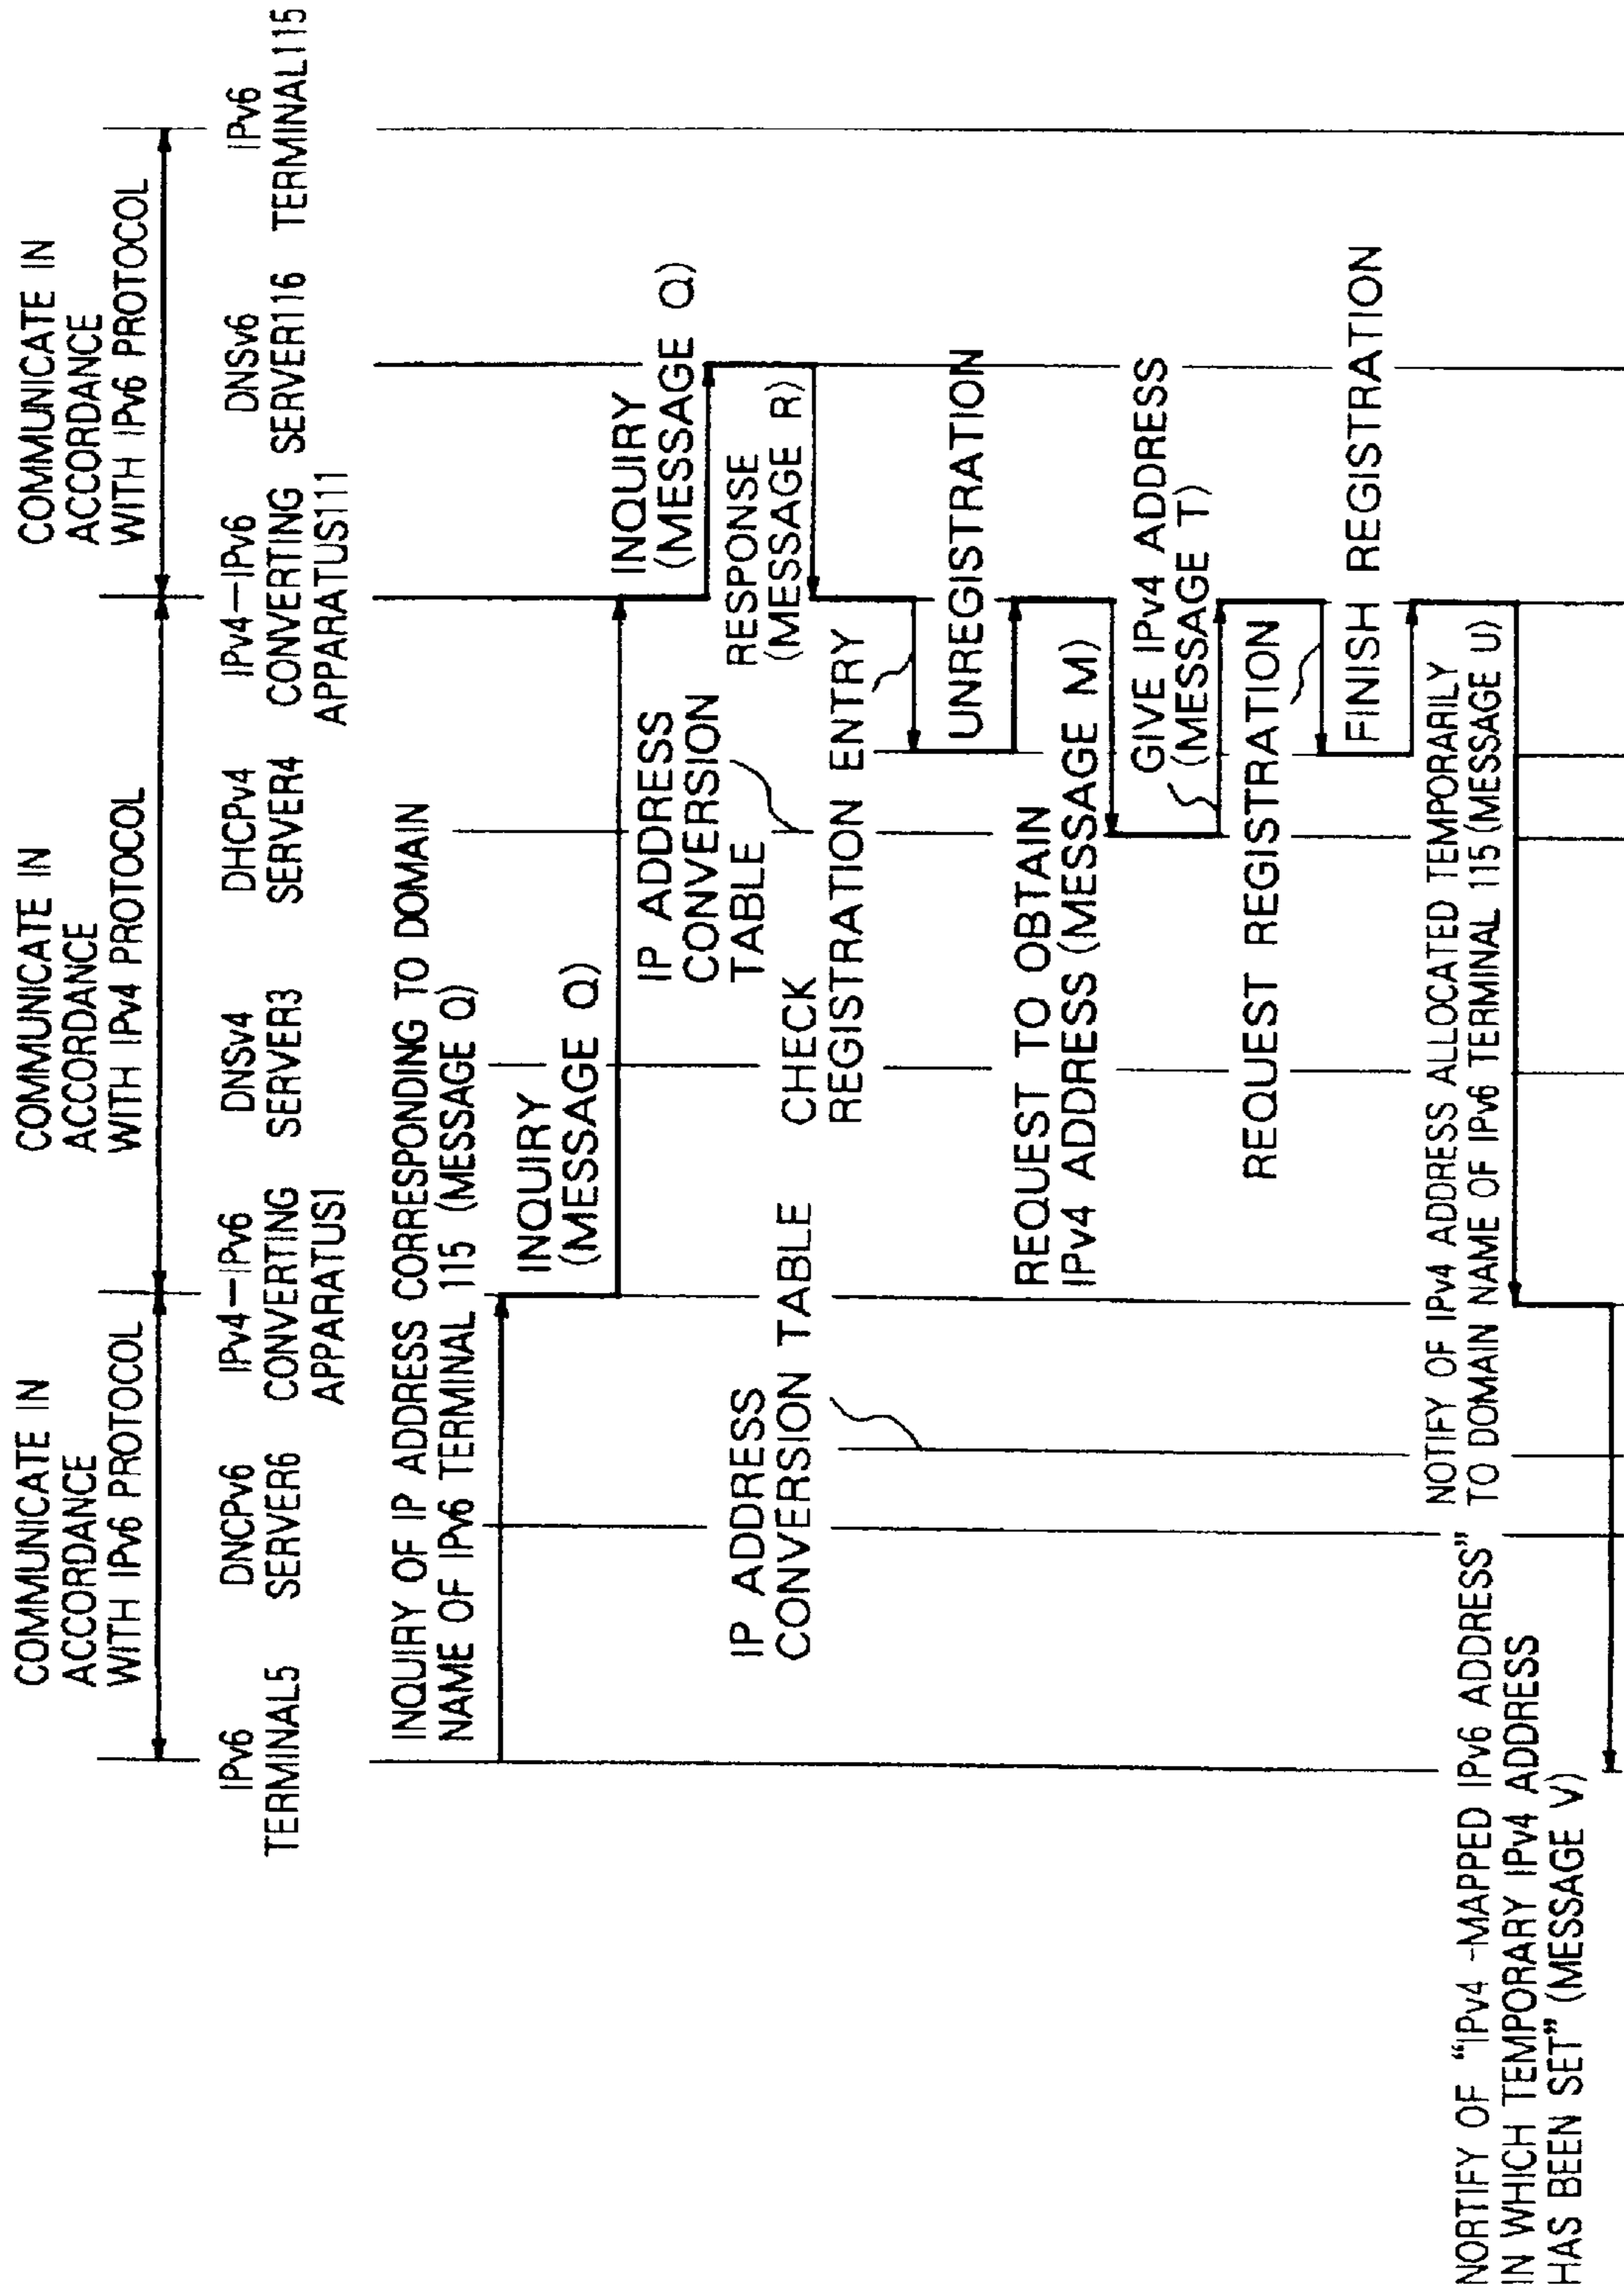 COMMUNICATE IN
ACCORDANCE
WITH IPv6 PROTOCOL
COMMUNICATE IN
ACCORDANCE
WITH IPv4 PROTOCOL
COMMUNICATE IN
ACCORDANCE
WITH IPv6 PROTOCOL
IPv6
TERMINAL5
DNCPv6
SERVER6
IPv4-IPv6
CONVERTING
APPARATUS1
DNSv4
SERVER3
DHCPv4
SERVER4
IPv4-IPv6
CONVERTING
APPARATUS111
DNSv6
SERVER116
IPv6
TERMINAL115
INQUIRY OF IP ADDRESS CORRESPONDING TO DOMAIN
NAME OF IPv6 TERMINAL 115 (MESSAGE Q)
INQUIRY
(MESSAGE Q)
INQUIRY
(MESSAGE Q)
RESPONSE
(MESSAGE R)
IP ADDRESS
CONVERSION
TABLE
IP ADDRESS
CONVERSION TABLE
CHECK
REGISTRATION ENTRY
UNREGISTRATION
REQUEST TO OBTAIN
IPv4 ADDRESS (MESSAGE M)
GIVE IPv4 ADDRESS
(MESSAGE T)
REQUEST REGISTRATION
FINISH REGISTRATION
NOTIFY OF IPv4 ADDRESS ALLOCATED TEMPORARILY
TO DOMAIN NAME OF IPv6 TERMINAL 115 (MESSAGE U)
NORTIFY OF "IPv4 -MAPPED IPv6 ADDRESS"
IN WHICH TEMPORARY IPv4 ADDRESS
HAS BEEN SET" (MESSAGE V)